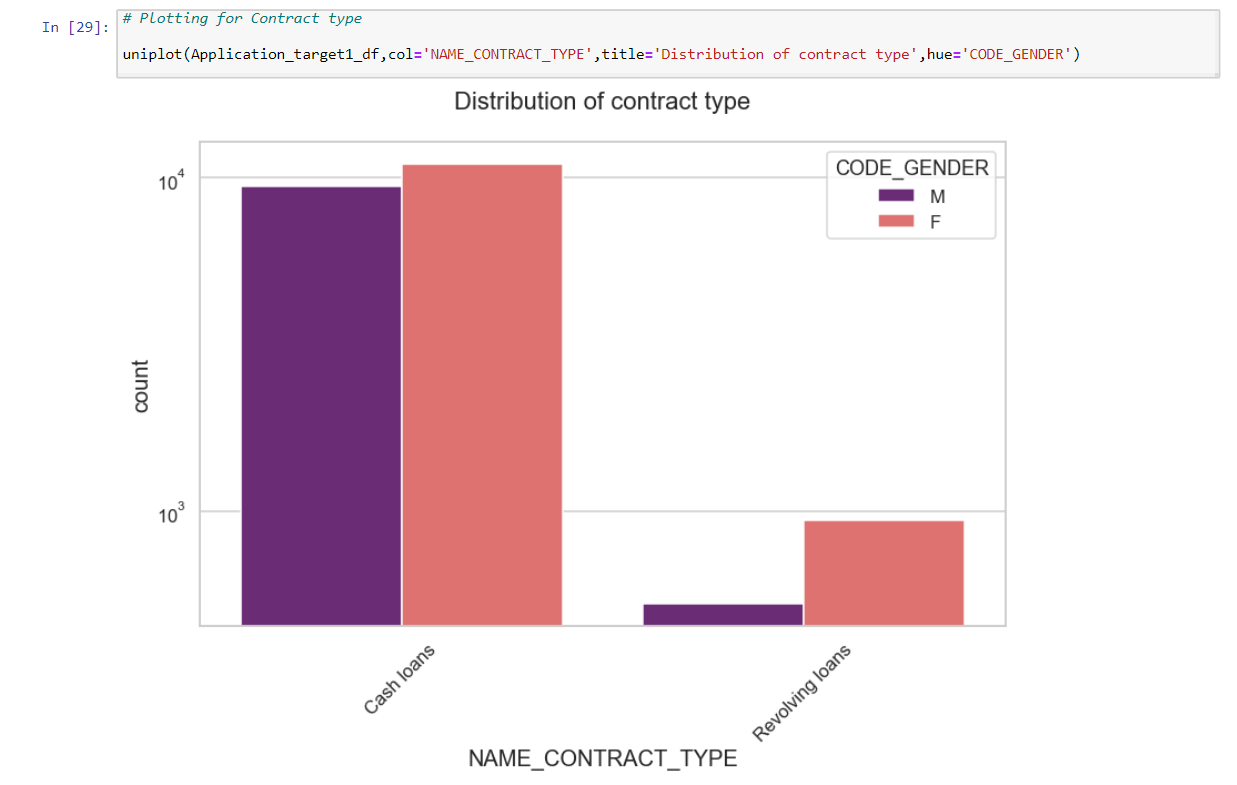 In [29]:
# Plotting for Contract type
uniplot(Application_target1_df,col='NAME_CONTRACT_TYPE',title='Distribution of contract type',hue='CODE_GENDER')
Distribution of contract type
CODE_GENDER
M
F
10^4
10^3
count
Cash loans
Revolving loans
NAME_CONTRACT_TYPE